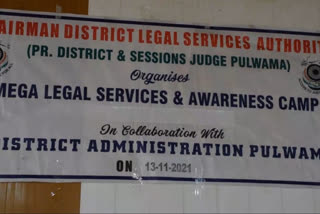 AIRMAN DISTRICT LEGAL SERVICES AUTHORIT
(PR. DISTRICT & SESSIONS JUDGE PULWAMA)
Organises
MEGA LEGAL SERVICES & AWARENESS CAMP
In Collaboration With
DISTRICT ADMINISTRATION PULWAM
ON 13-11-2021